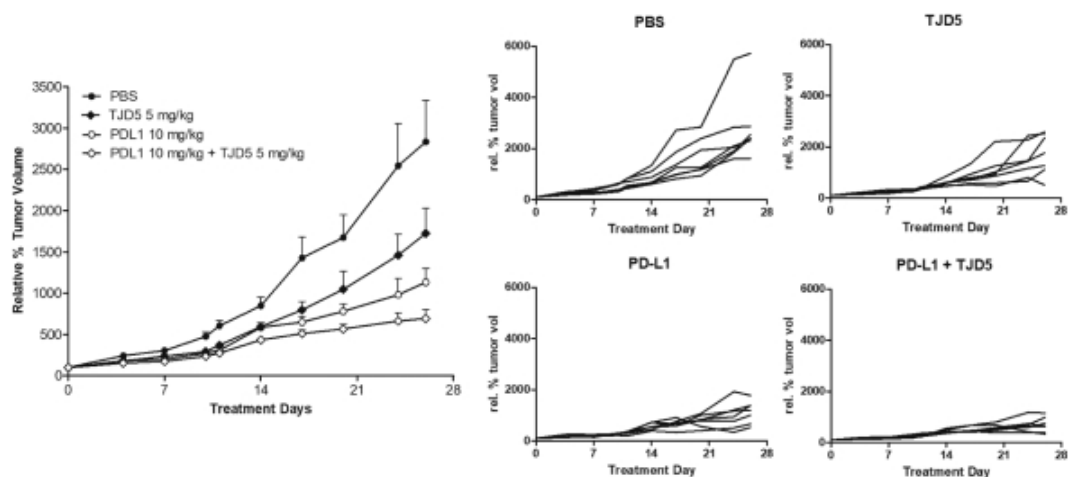 3500
3000
2500
2000
1500
1000
500
0
Relative % Tumor Volume
PBS
TJD5 5 mg/kg
PDL1 10 mg/kg
PDL1 10 mg/kg + TJD5 5 mg/kg
0 7 14 21 28
Treatment Days
PBS
6000
4000
2000
0
rel. % tumor vol
0 7 14 21 28
Treatment Day
TJD5
6000
4000
2000
0
rel. % tumor vol
0 7 14 21 28
Treatment Day
PD-L1
6000
4000
2000
0
rel. % tumor vol
0 7 14 21 28
Treatment Day
PD-L1 + TJD5
6000
4000
2000
0
rel. % tumor vol
0 7 14 21 28
Treatment Day